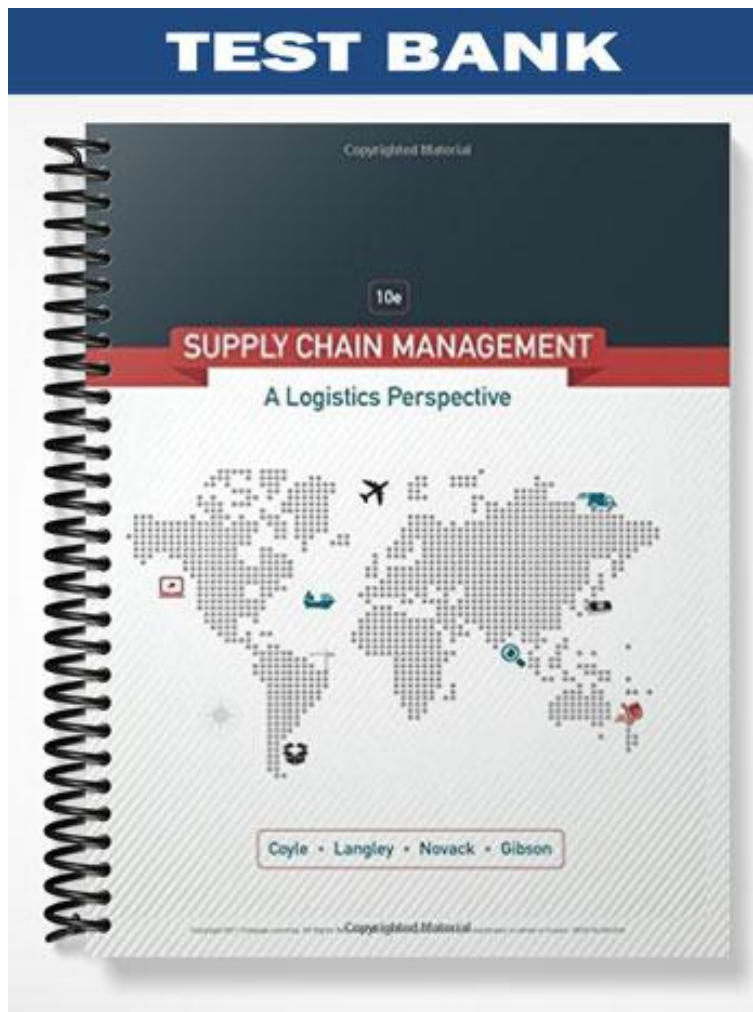 TEST BANK
Copyrighted Material
10e
SUPPLY CHAIN MANAGEMENT
A Logistics Perspective
Coyle • Langley • Novack • Gibson
Copyrighted Material